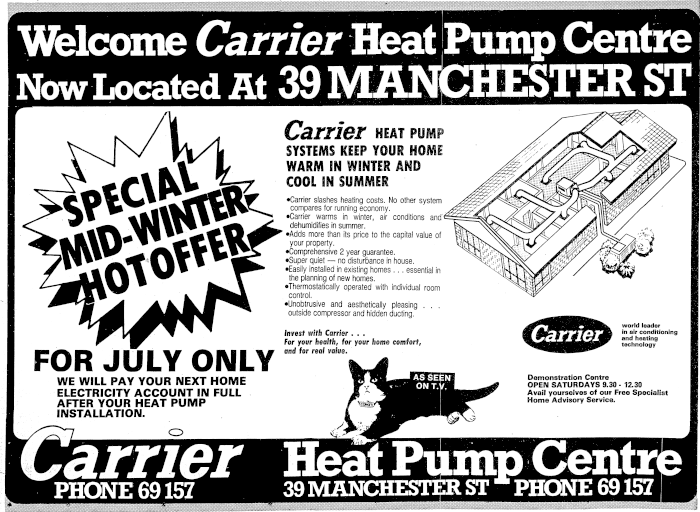 Welcome Carrier Heat Pump Centre
Now Located At 39 MANCHESTER ST
SPECIAL
MID-WINTER
HOT OFFER
FOR JULY ONLY
WE WILL PAY YOUR NEXT HOME
ELECTRICITY ACCOUNT IN FULL
AFTER YOUR HEAT PUMP
INSTALLATION.
Carrier HEAT PUMP
SYSTEMS KEEP YOUR HOME
WARM IN WINTER AND
COOL IN SUMMER
●Carrier slashes heating costs. No other system
compares for running economy.
●Carrier warms in winter, air conditions and
dehumidifies in summer.
●Adds more than its price to the capital value of
your property.
●Comprehensive 2 year guarantee.
●Super quiet — no disturbance in house.
●Easily installed in existing homes . . . essential in
the planning of new homes.
●Thermostatically operated with individual room
control.
●Unobtrusive and aesthetically pleasing . . .
outside compressor and hidden ducting.
Invest with Carrier . . .
For your health, for your home comfort,
and for real value.
AS SEEN
ON T.V.
Carrier
world leader
in air conditioning
and heating
technology
Demonstration Centre
OPEN SATURDAYS 9.30 - 12.30
Avail yourselves of our Free Specialist
Home Advisory Service.
Carrier Heat Pump Centre
PHONE 69 157 39 MANCHESTER ST PHONE 69 157